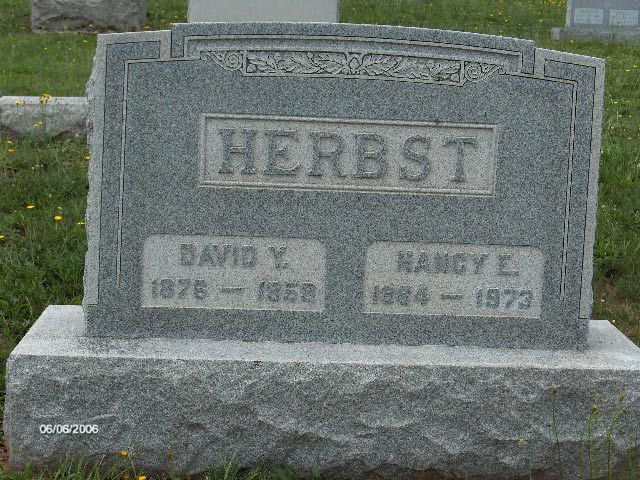 HERBST
DAVID Y.
1876 — 1959
NANCY E.
1884 — 1973
06/06/2006